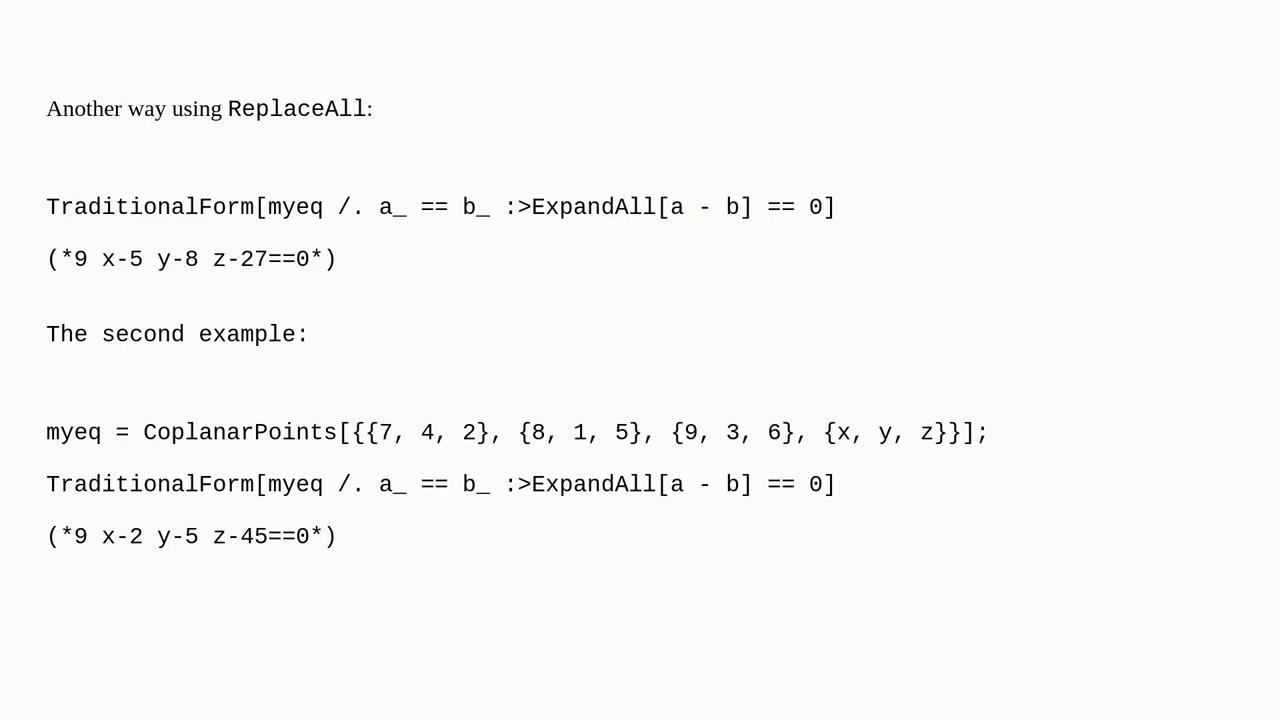 Another way using ReplaceAll:
TraditionalForm[myeq /. a_ == b_ :>ExpandAll[a - b] == 0]
(*9 x-5 y-8 z-27==0*)
The second example:
myeq = CoplanarPoints[{{7, 4, 2}, {8, 1, 5}, {9, 3, 6}, {x, y, z}}];
TraditionalForm[myeq /. a_ == b_ :>ExpandAll[a - b] == 0]
(*9 x-2 y-5 z-45==0*)